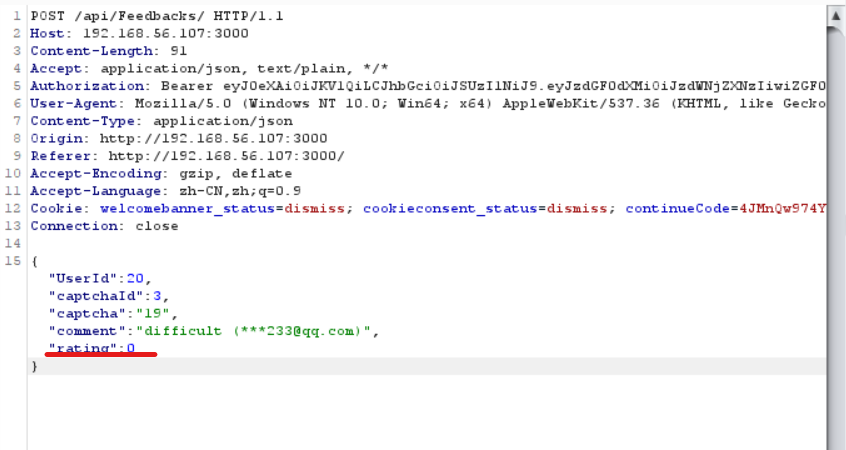 1 POST /api/Feedbacks/ HTTP/1.1
2 Host: 192.168.56.107:3000
3 Content-Length: 91
4 Accept: application/json, text/plain, */*
5 Authorization: Bearer eyJ0eXAiOiJKV1QiLCJhbGciOiJSUzI1NiJ9.eyJzdGF0dXMiOiJzdWNjZXNzIiwiZGF0
6 User-Agent: Mozilla/5.0 (Windows NT 10.0; Win64; x64) AppleWebKit/537.36 (KHTML, like Gecko
7 Content-Type: application/json
8 Origin: http://192.168.56.107:3000
9 Referer: http://192.168.56.107:3000/
10 Accept-Encoding: gzip, deflate
11 Accept-Language: zh-CN,zh;q=0.9
12 Cookie: welcomebanner_status=dismiss; cookieconsent_status=dismiss; continueCode=4JMnQw974Y
13 Connection: close
14
15 {
"UserId":20,
"captchaId":3,
"captcha":"19",
"comment":"difficult (***233@qq.com)",
"rating":0
}